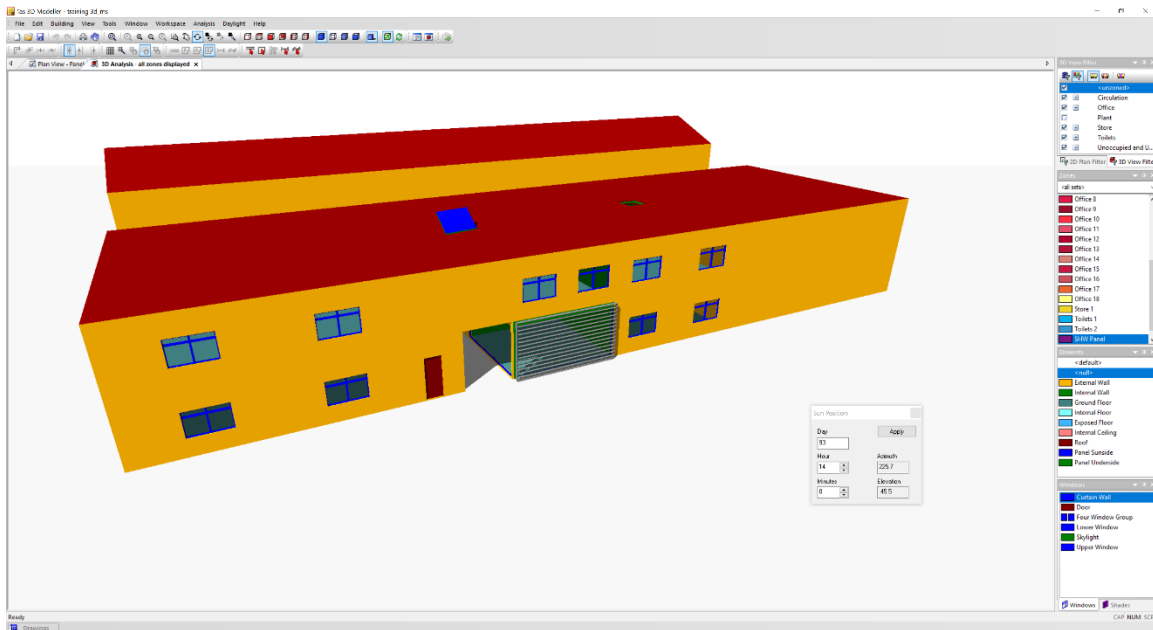 Tas 3D Modeller - training 3d_ms
File Edit Building View Tools Window Workspace Analysis Daylight Help
Plan View - Panel 3D Analysis - all zones displayed
3D View Filter
<unzoned>
Circulation
Office
Plant
Store
Toilets
Unoccupied and U...
2D Plan Filter 3D View Filte
Zones
<all sets>
Office 8
Office 9
Office 10
Office 11
Office 12
Office 13
Office 14
Office 15
Office 16
Office 17
Office 18
Store 1
Toilets 1
Toilets 2
SHW Panel
Elements
<default>
<null>
External Wall
Internal Wall
Ground Floor
Internal Floor
Exposed Floor
Internal Ceiling
Roof
Panel Sunside
Panel Underside
Sun Position
Day
Apply
93
Hour Azimuth
14 225.7
Minutes Elevation
0 45.5
Windows
Curtain Wall
Door
Four Window Group
Lower Window
Skylight
Upper Window
Windows Shades
Ready
CAP NUM SCR
Drawings